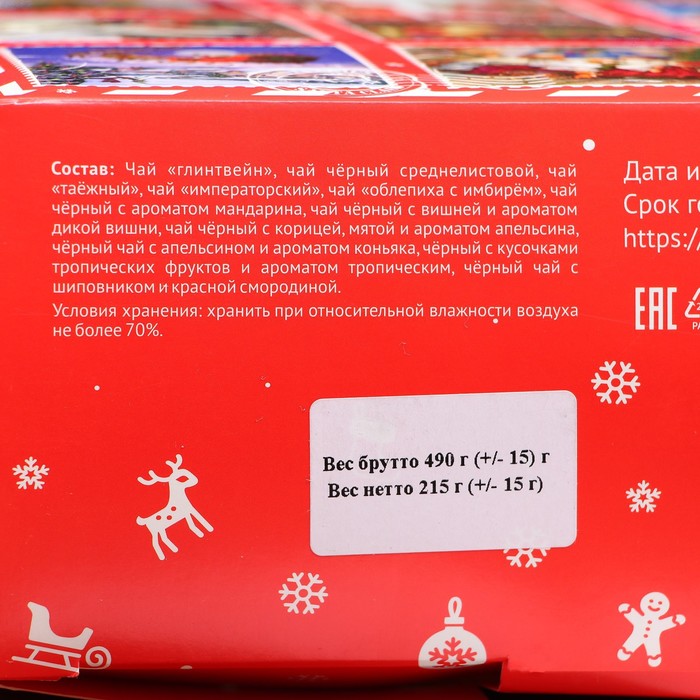 Состав: Чай «глинтвейн», чай чёрный среднелистовой, чай
«таёжный», чай «императорский», чай «облепиха с имбирём», чай
чёрный с ароматом мандарина, чай чёрный с вишней и ароматом
дикой вишни, чай чёрный с корицей, мятой и ароматом апельсина,
чёрный чай с апельсином и ароматом коньяка, чёрный с кусочками
тропических фруктов и ароматом тропическим, чёрный чай с
шиповником и красной смородиной.
Условия хранения: хранить при относительной влажности воздуха
не более 70%.
Дата и
Срок г
https:/
EAC
Вес брутто 490 г (+/- 15) г
Вес нетто 215 г (+/- 15 г)